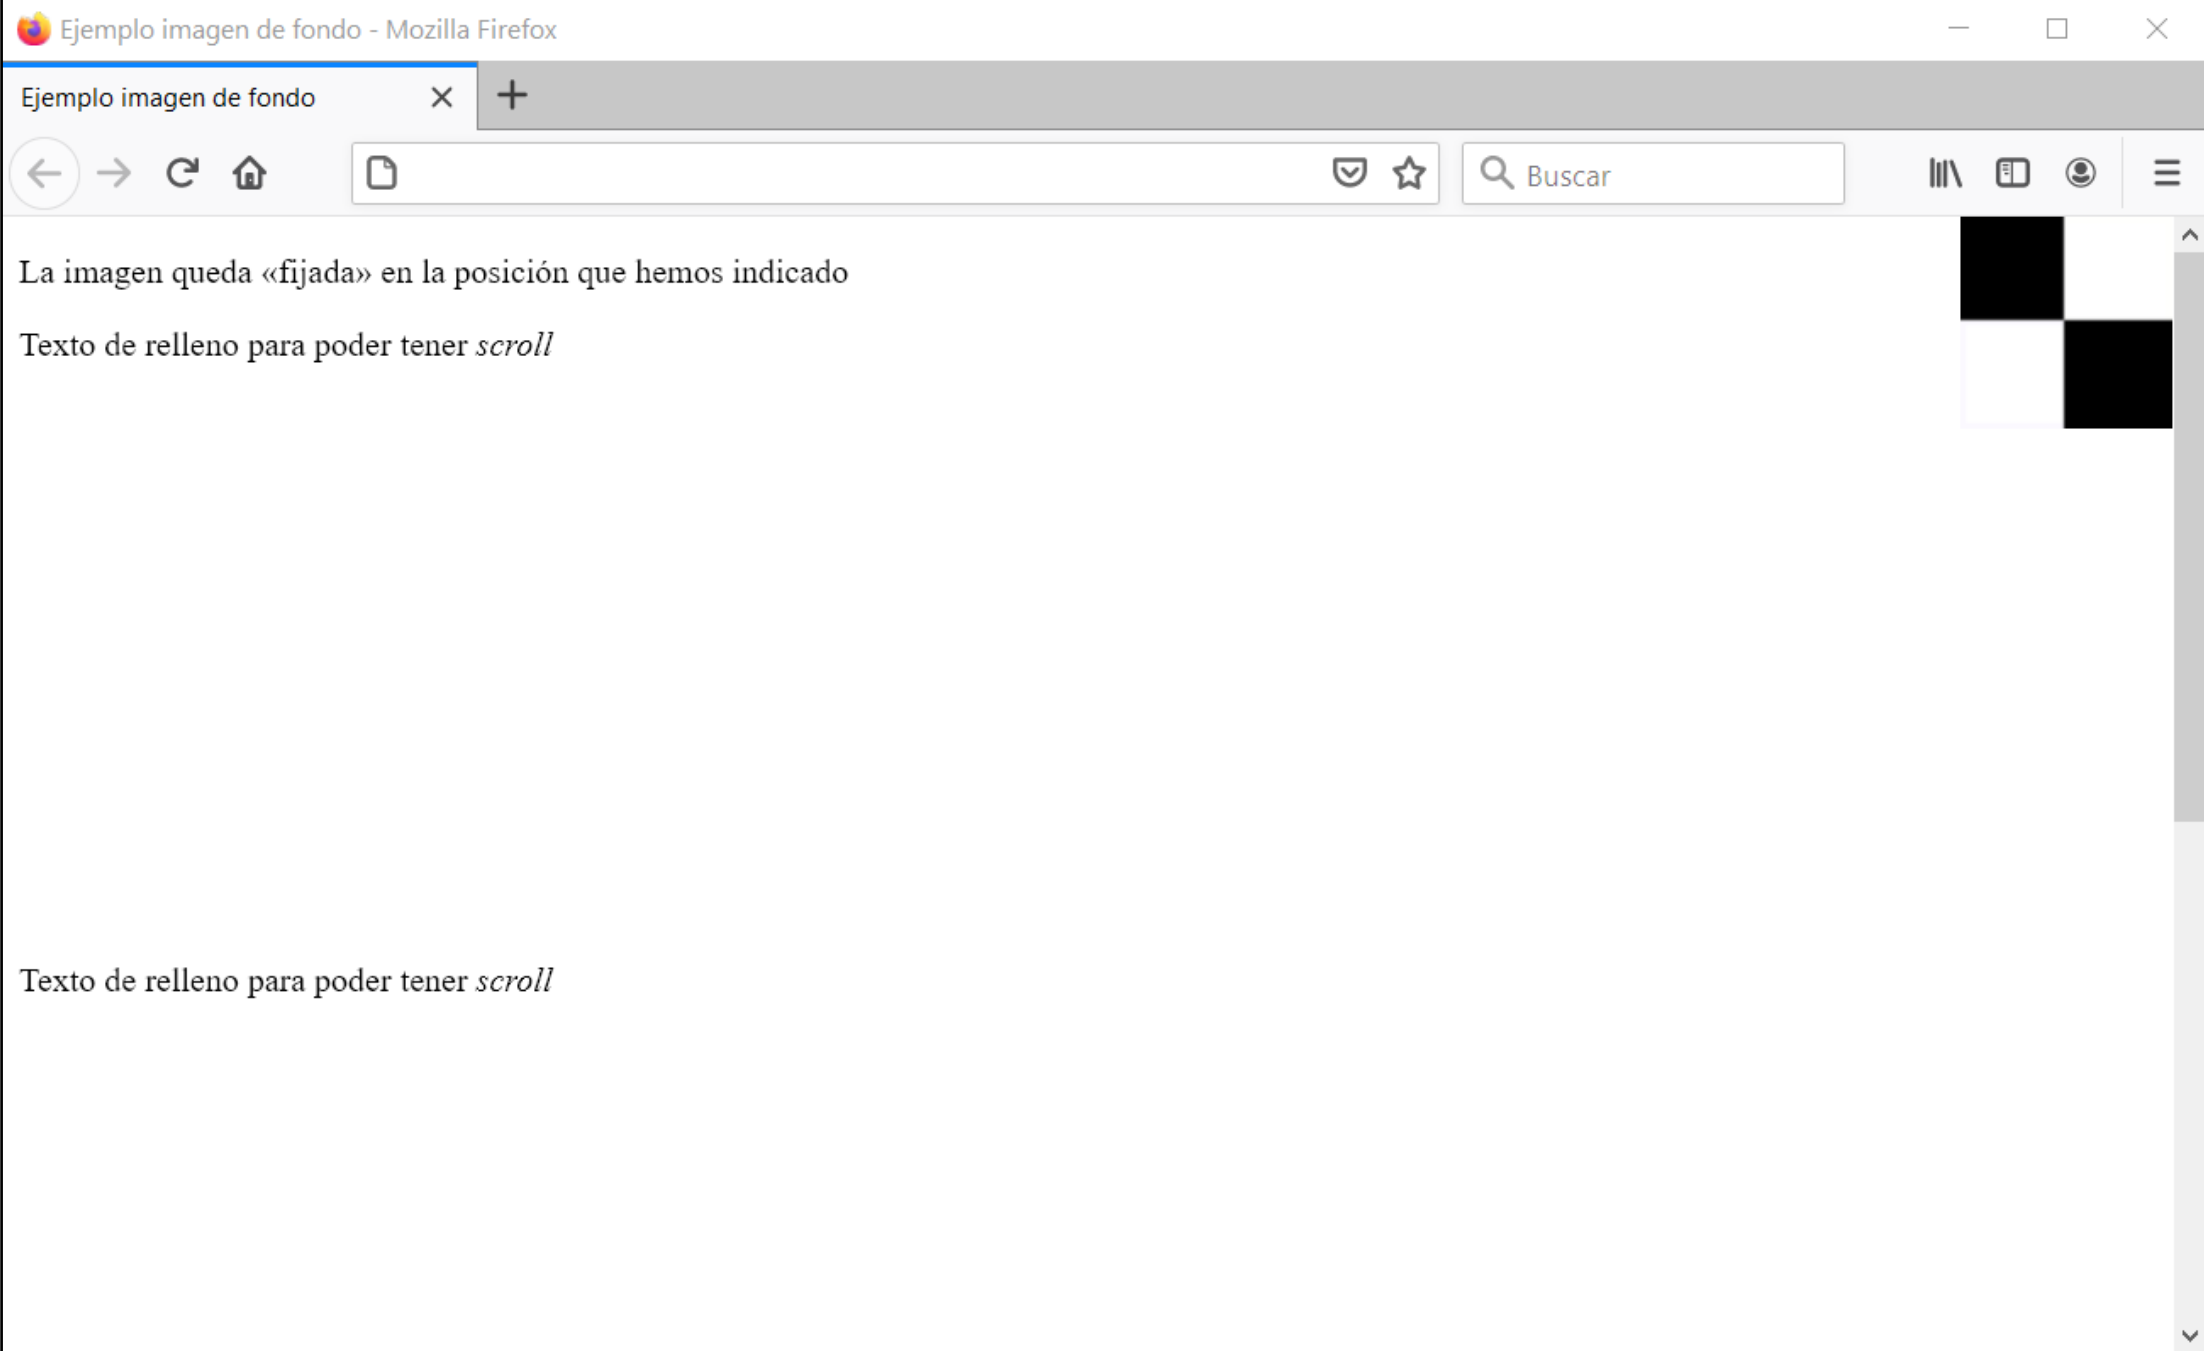 Ejemplo imagen de fondo - Mozilla Firefox
Ejemplo imagen de fondo
Buscar
La imagen queda «fijada» en la posición que hemos indicado
Texto de relleno para poder tener scroll
Texto de relleno para poder tener scroll